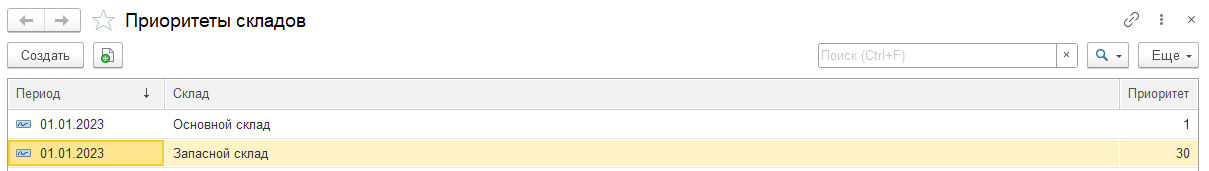 Приоритеты складов
Создать
Поиск (Ctrl+F)
Еще
Период Склад Приоритет
01.01.2023 Основной склад 1
01.01.2023 Запасной склад 30